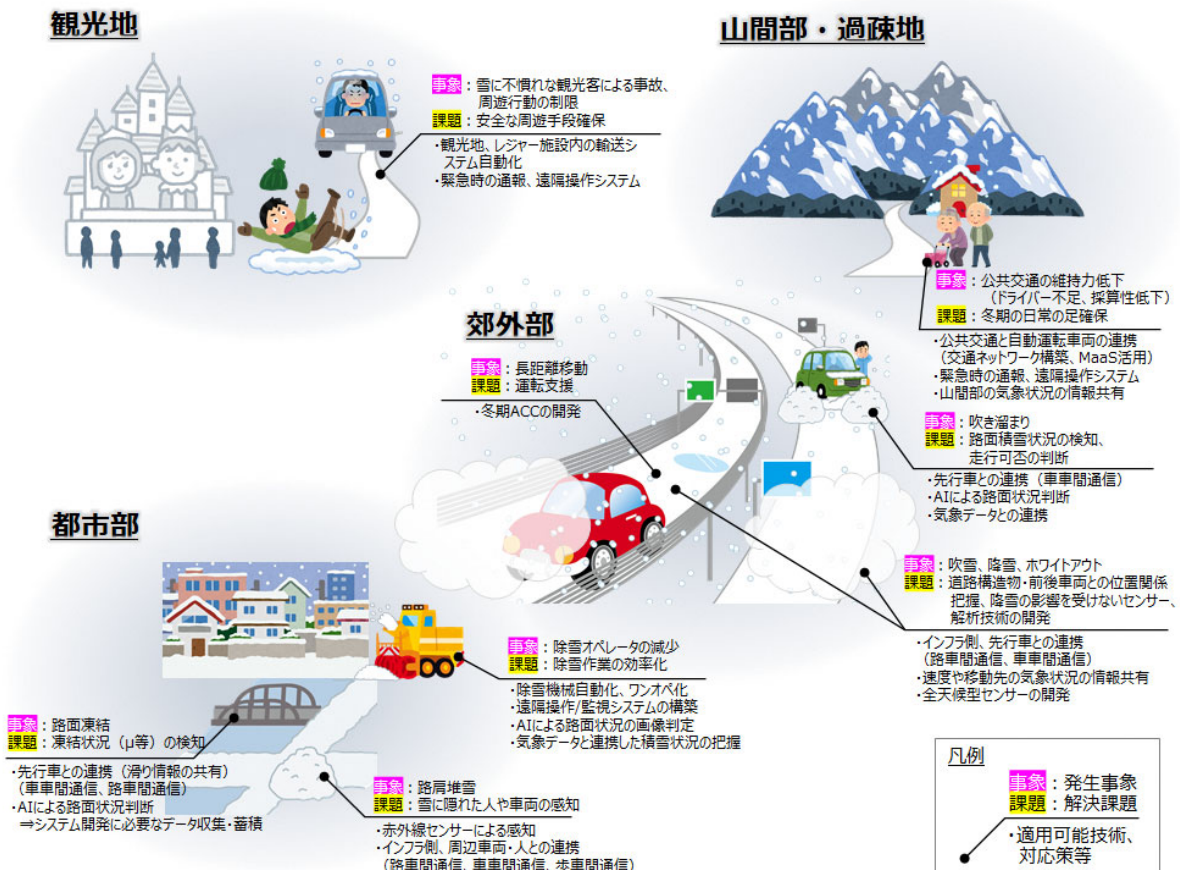 観光地
事象：雪に不慣れな観光客による事故、
周遊行動の制限
課題：安全な周遊手段確保
・観光地、レジャー施設内の輸送シ
ステム自動化
・緊急時の通報、遠隔操作システム
山間部・過疎地
事象：公共交通の維持力低下
（ドライバー不足、採算性低下）
課題：冬期の日常の足確保
・公共交通と自動運転車両の連携
（交通ネットワーク構築、MaaS活用）
・緊急時の通報、遠隔操作システム
・山間部の気象状況の情報共有
郊外部
事象：長距離移動
課題：運転支援
・冬期ACCの開発
事象：吹き溜まり
課題：路面積雪状況の検知、
走行可否の判断
・先行車との連携（車車間通信）
・AIによる路面状況判断
・気象データとの連携
事象：吹雪、降雪、ホワイトアウト
課題：道路構造物・前後車両との位置関係
把握、降雪の影響を受けないセンサー、
解析技術の開発
・インフラ側、先行車との連携
（路車間通信、車車間通信）
・速度や移動先の気象状況の情報共有
・全天候型センサーの開発
都市部
事象：除雪オペレータの減少
課題：除雪作業の効率化
・除雪機械自動化、ワンオペ化
・遠隔操作/監視システムの構築
・AIによる路面状況の画像判定
・気象データと連携した積雪状況の把握
事象：路面凍結
課題：凍結状況（μ等）の検知
・先行車との連携（滑り情報の共有）
（車車間通信、路車間通信）
・AIによる路面状況判断
⇒システム開発に必要なデータ収集・蓄積
事象：路肩堆雪
課題：雪に隠れた人や車両の感知
・赤外線センサーによる感知
・インフラ側、周辺車両・人との連携
（路車間通信、車車間通信、歩車間通信）
凡例
事象：発生事象
課題：解決課題
・適用可能技術、
対応策等